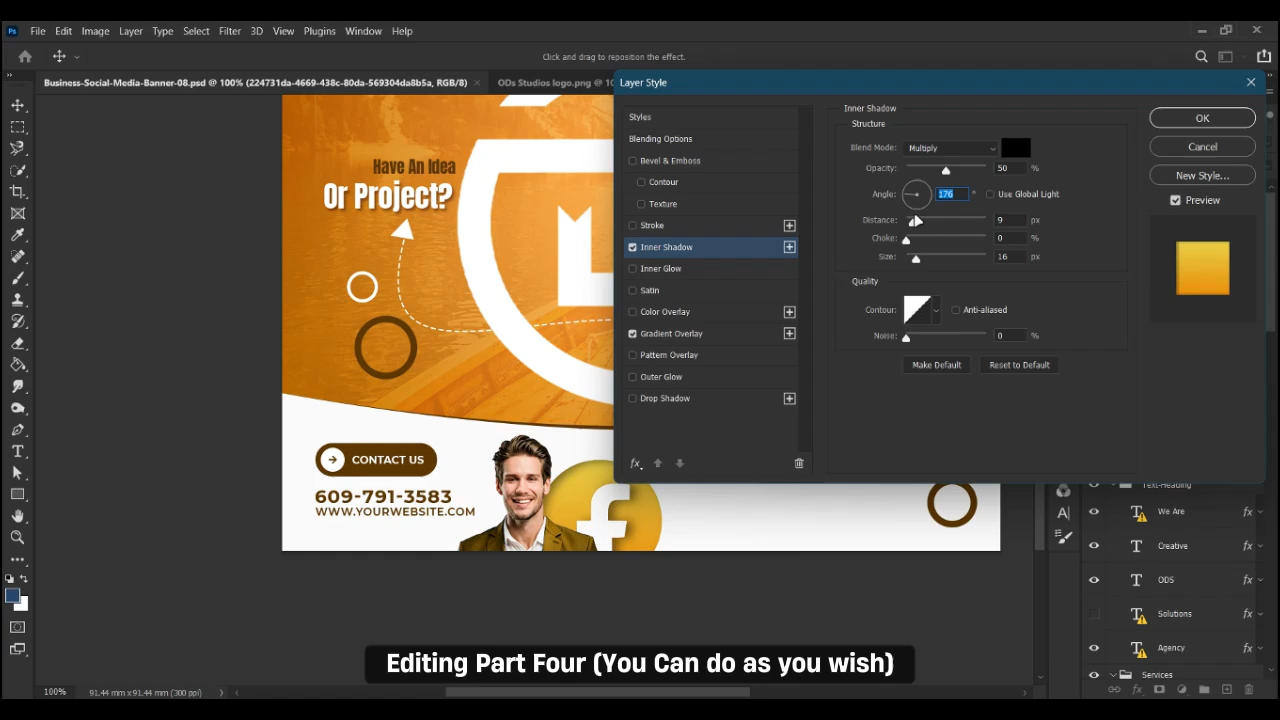 Ps File Edit Image Layer Type Select Filter 3D View Plugins Window Help
Click and drag to reposition the effect.
Business-Social-Media-Banner-08.psd @ 100% (224731da-4669-438c-80da-569304da8b5a, RGB/8)
ODs Studios logo.png @ 10
Have An Idea
Or Project?
CONTACT US
609-791-3583
WWW.YOURWEBSITE.COM
Layer Style
Styles
Blending Options
Bevel & Emboss
Contour
Texture
Stroke
Inner Shadow
Inner Glow
Satin
Color Overlay
Gradient Overlay
Pattern Overlay
Outer Glow
Drop Shadow
fx
Inner Shadow
Structure
Blend Mode: Multiply
Opacity: 50 %
Angle: 176 ° Use Global Light
Distance: 9 px
Choke: 0 %
Size: 16 px
Quality
Contour: Anti-aliased
Noise: 0 %
Make Default Reset to Default
OK
Cancel
New Style...
Preview
Text-Heading
We Are fx
Creative fx
ODS fx
Solutions fx
Agency fx
Services
100% 91.44 mm x 91.44 mm (300 ppi)
Editing Part Four (You Can do as you wish)